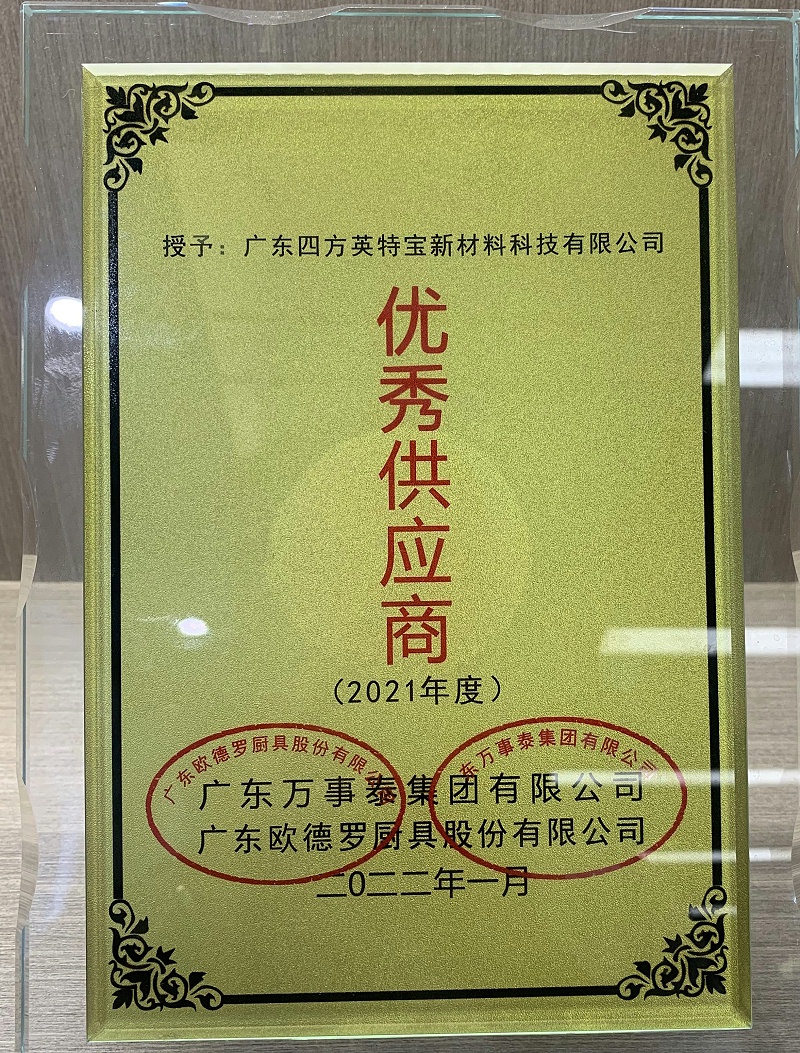 授予：广东四方英特宝新材料科技有限公司
优秀供应商
（2021年度）
广东欧德罗厨具股份有限公司
广东万事泰集团有限公司
广东万事泰集团有限公司
广东欧德罗厨具股份有限公司
二〇二二年一月